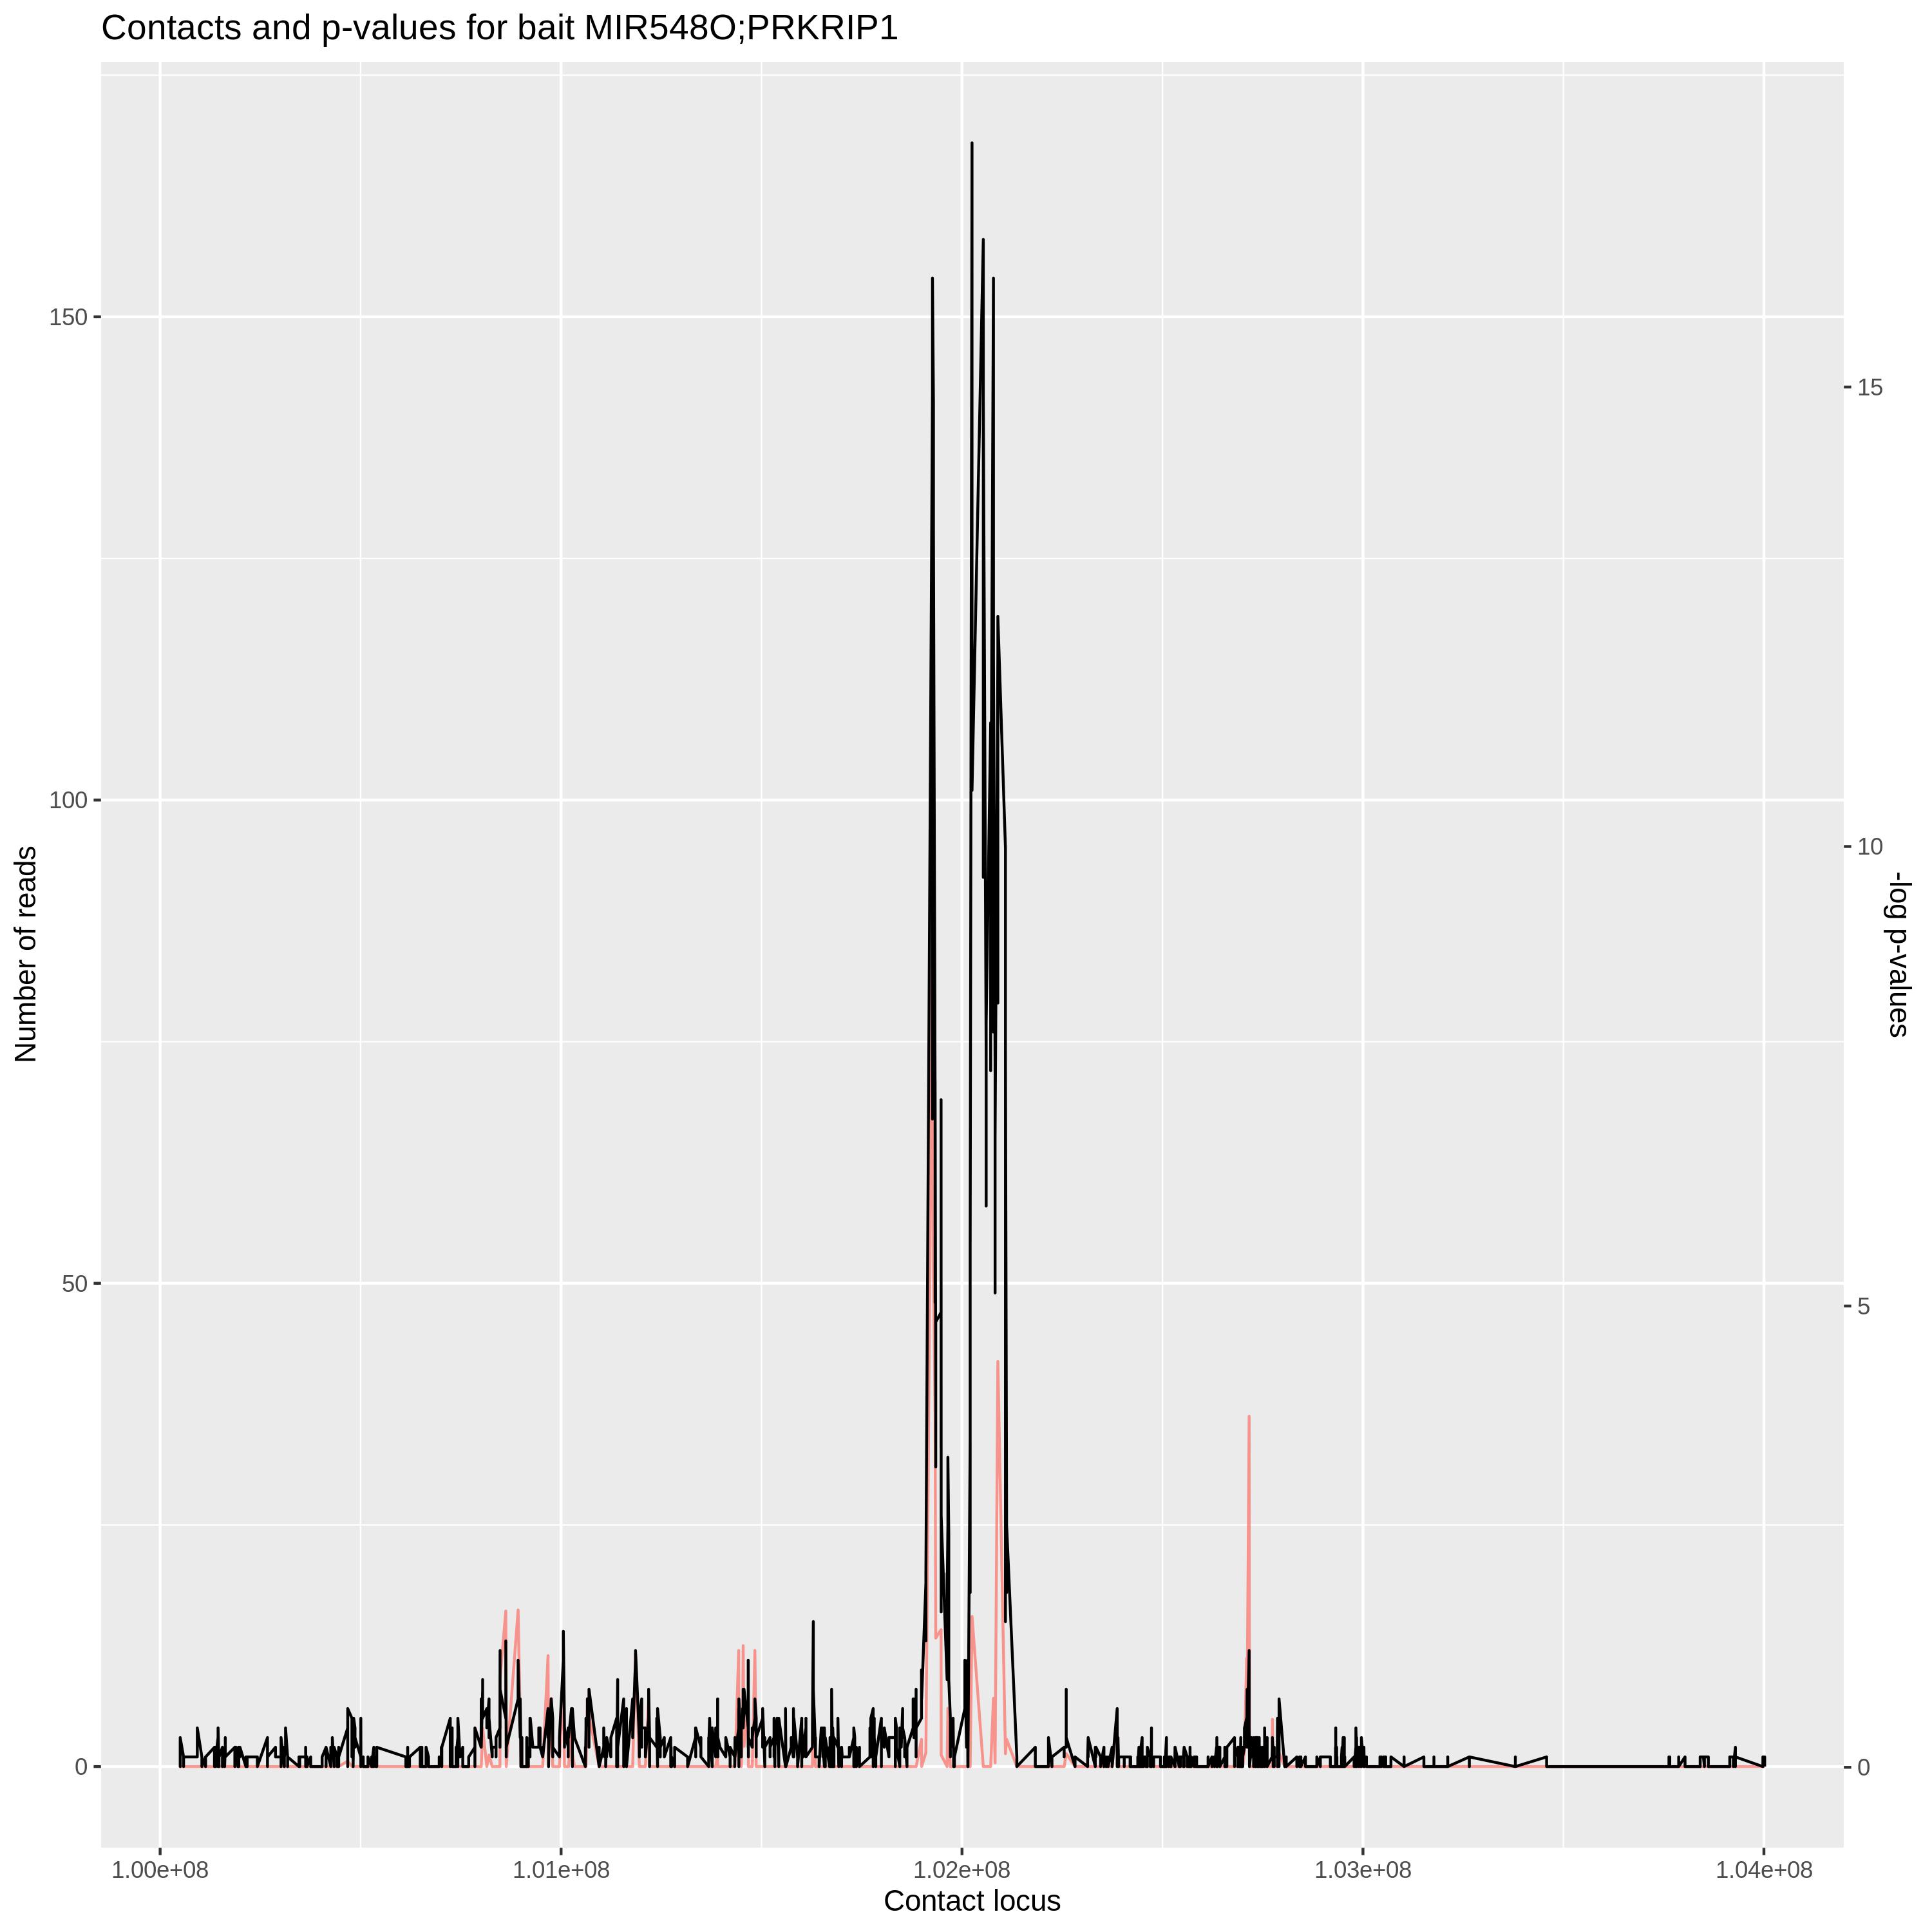 Contacts and p-values for bait MIR548O;PRKRIP1
150
100
50
0
Number of reads
15
10
5
0
-log p-values
1.00e+08
1.01e+08
1.02e+08
1.03e+08
1.04e+08
Contact locus